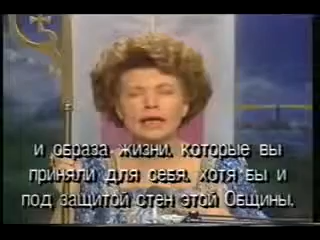 и образа жизни, которые вы
приняли для себя, хотя бы и
под защитой стен этой Общины.